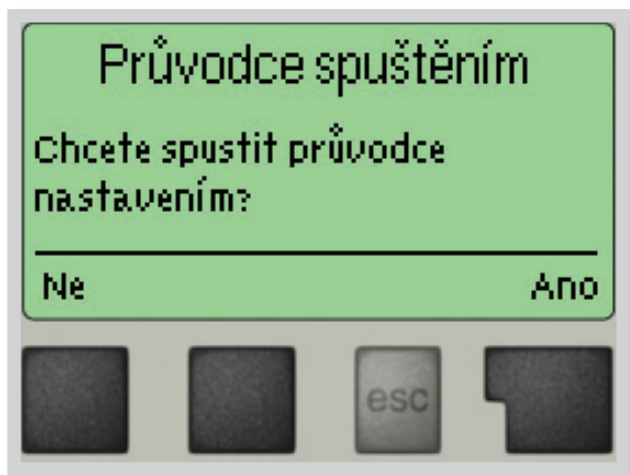 Průvodce spuštěním
Chcete spustit průvodce
nastavením?
Ne Ano
esc